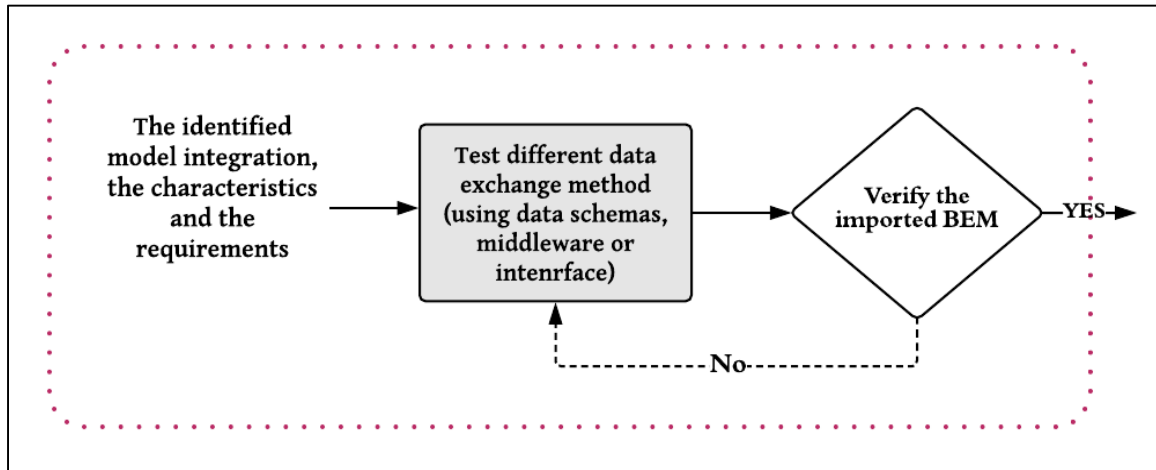 The identified
model integration,
the characteristics
and the
requirements
Test different data
exchange method
(using data schemas,
middleware or
intenrface)
Verify the
imported BEM
YES
No